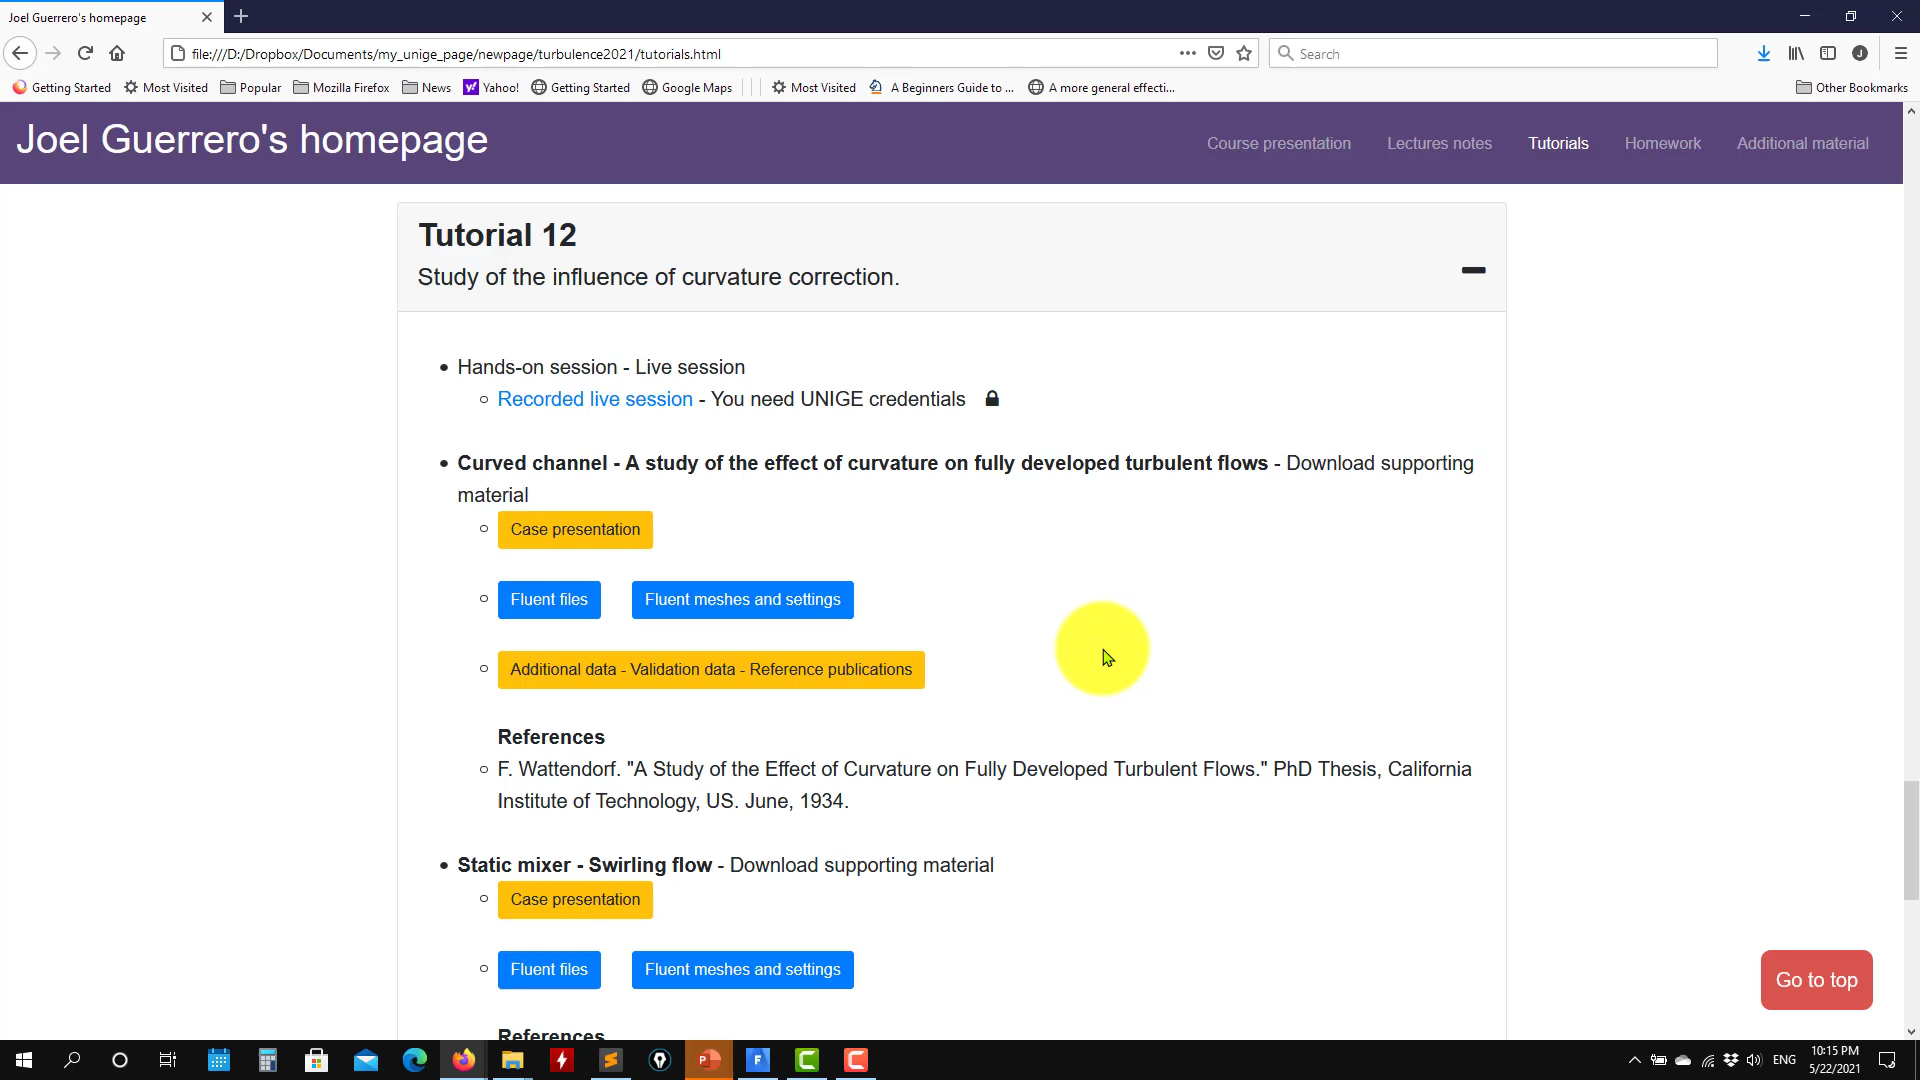 Joel Guerrero's homepage
file:///D:/Dropbox/Documents/my_unige_page/newpage/turbulence2021/tutorials.html
Search
Getting Started Most Visited Popular Mozilla Firefox News Yahoo! Getting Started Google Maps Most Visited A Beginners Guide to ... A more general effecti... Other Bookmarks
Joel Guerrero's homepage
Course presentation Lectures notes Tutorials Homework Additional material
Tutorial 12
Study of the influence of curvature correction.
Hands-on session - Live session
Recorded live session - You need UNIGE credentials
Curved channel - A study of the effect of curvature on fully developed turbulent flows - Download supporting
material
Case presentation
Fluent files Fluent meshes and settings
Additional data - Validation data - Reference publications
References
F. Wattendorf. "A Study of the Effect of Curvature on Fully Developed Turbulent Flows." PhD Thesis, California
Institute of Technology, US. June, 1934.
Static mixer - Swirling flow - Download supporting material
Case presentation
Fluent files Fluent meshes and settings
References
Go to top
ENG
10:15 PM
5/22/2021